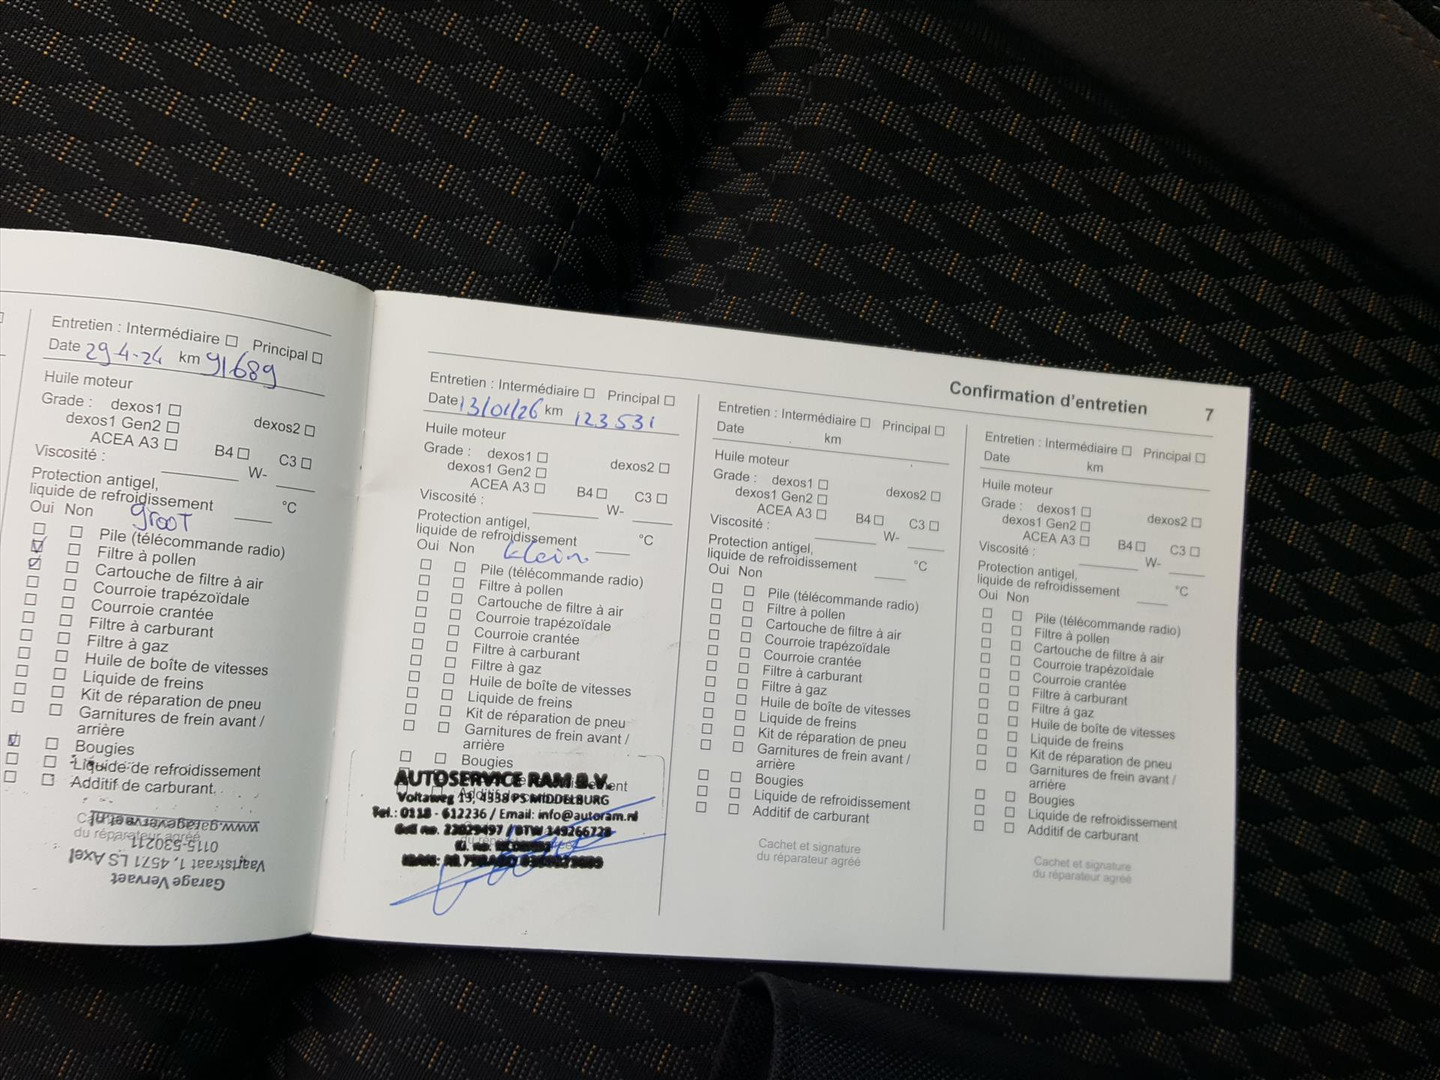 Entretien : Intermédiaire ☐ Principal ☐
Date 29-4-24 km 91689
Huile moteur
Grade : dexos1 ☐ dexos2 ☐
dexos1 Gen2 ☐
ACEA A3 ☐ B4 ☐ C3 ☐
Viscosité : W-
Protection antigel,
liquide de refroidissement °C
Oui Non groot
☐ ☐ Pile (télécommande radio)
☑ ☐ Filtre à pollen
☑ ☐ Cartouche de filtre à air
☐ ☐ Courroie trapézoïdale
☐ ☐ Courroie crantée
☐ ☐ Filtre à carburant
☐ ☐ Filtre à gaz
☐ ☐ Huile de boîte de vitesses
☐ ☐ Liquide de freins
☐ ☐ Kit de réparation de pneu
☐ ☐ Garnitures de frein avant /
arrière
☑ ☐ Bougies
☐ ☐ Liquide de refroidissement
☐ ☐ Additif de carburant
du réparateur agréé
Garage Vervaet
Vaartstraat 1, 4571 LS Axel
0115-530211
www.garagevervaet.nl
Confirmation d'entretien 7
Entretien : Intermédiaire ☐ Principal ☐
Date 13/01/26 km 123531
Huile moteur
Grade : dexos1 ☐ dexos2 ☐
dexos1 Gen2 ☐
ACEA A3 ☐ B4 ☐ C3 ☐
Viscosité : W-
Protection antigel,
liquide de refroidissement °C
Oui Non klein
☐ ☐ Pile (télécommande radio)
☐ ☐ Filtre à pollen
☐ ☐ Cartouche de filtre à air
☐ ☐ Courroie trapézoïdale
☐ ☐ Courroie crantée
☐ ☐ Filtre à carburant
☐ ☐ Filtre à gaz
☐ ☐ Huile de boîte de vitesses
☐ ☐ Liquide de freins
☐ ☐ Kit de réparation de pneu
☐ ☐ Garnitures de frein avant /
arrière
☐ ☐ Bougies
AUTOSERVICE RAM B.V.
Voltaweg 13, 4338 PS MIDDELBURG
Tel.: 0118 - 612236 / Email: info@autoram.nl
Entretien : Intermédiaire ☐ Principal ☐
Date km
Huile moteur
Grade : dexos1 ☐ dexos2 ☐
dexos1 Gen2 ☐
ACEA A3 ☐ B4 ☐ C3 ☐
Viscosité : W-
Protection antigel,
liquide de refroidissement °C
Oui Non
☐ ☐ Pile (télécommande radio)
☐ ☐ Filtre à pollen
☐ ☐ Cartouche de filtre à air
☐ ☐ Courroie trapézoïdale
☐ ☐ Courroie crantée
☐ ☐ Filtre à carburant
☐ ☐ Filtre à gaz
☐ ☐ Huile de boîte de vitesses
☐ ☐ Liquide de freins
☐ ☐ Kit de réparation de pneu
☐ ☐ Garnitures de frein avant /
arrière
☐ ☐ Bougies
☐ ☐ Liquide de refroidissement
☐ ☐ Additif de carburant
Cachet et signature
du réparateur agréé
Entretien : Intermédiaire ☐ Principal ☐
Date km
Huile moteur
Grade : dexos1 ☐ dexos2 ☐
dexos1 Gen2 ☐
ACEA A3 ☐ B4 ☐ C3 ☐
Viscosité : W-
Protection antigel,
liquide de refroidissement °C
Oui Non
☐ ☐ Pile (télécommande radio)
☐ ☐ Filtre à pollen
☐ ☐ Cartouche de filtre à air
☐ ☐ Courroie trapézoïdale
☐ ☐ Courroie crantée
☐ ☐ Filtre à carburant
☐ ☐ Filtre à gaz
☐ ☐ Huile de boîte de vitesses
☐ ☐ Liquide de freins
☐ ☐ Kit de réparation de pneu
☐ ☐ Garnitures de frein avant /
arrière
☐ ☐ Bougies
☐ ☐ Liquide de refroidissement
☐ ☐ Additif de carburant
Cachet et signature
du réparateur agréé